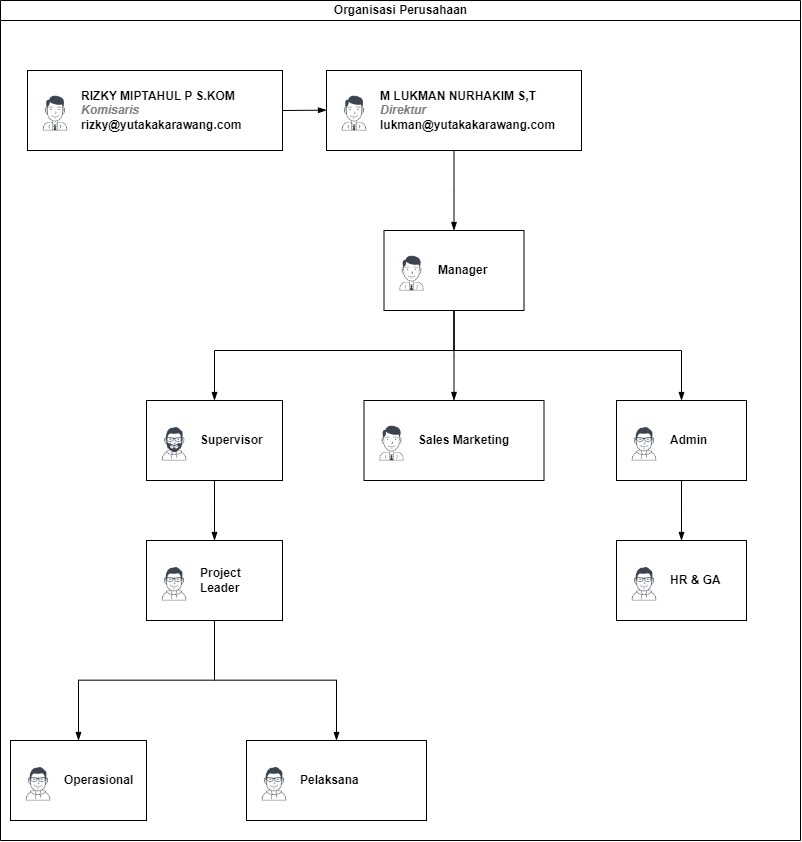 Organisasi Perusahaan
RIZKY MIPTAHUL P S.KOM
Komisaris
rizky@yutakakarawang.com
M LUKMAN NURHAKIM S,T
Direktur
lukman@yutakakarawang.com
Manager
Supervisor
Sales Marketing
Admin
Project
Leader
HR & GA
Operasional
Pelaksana